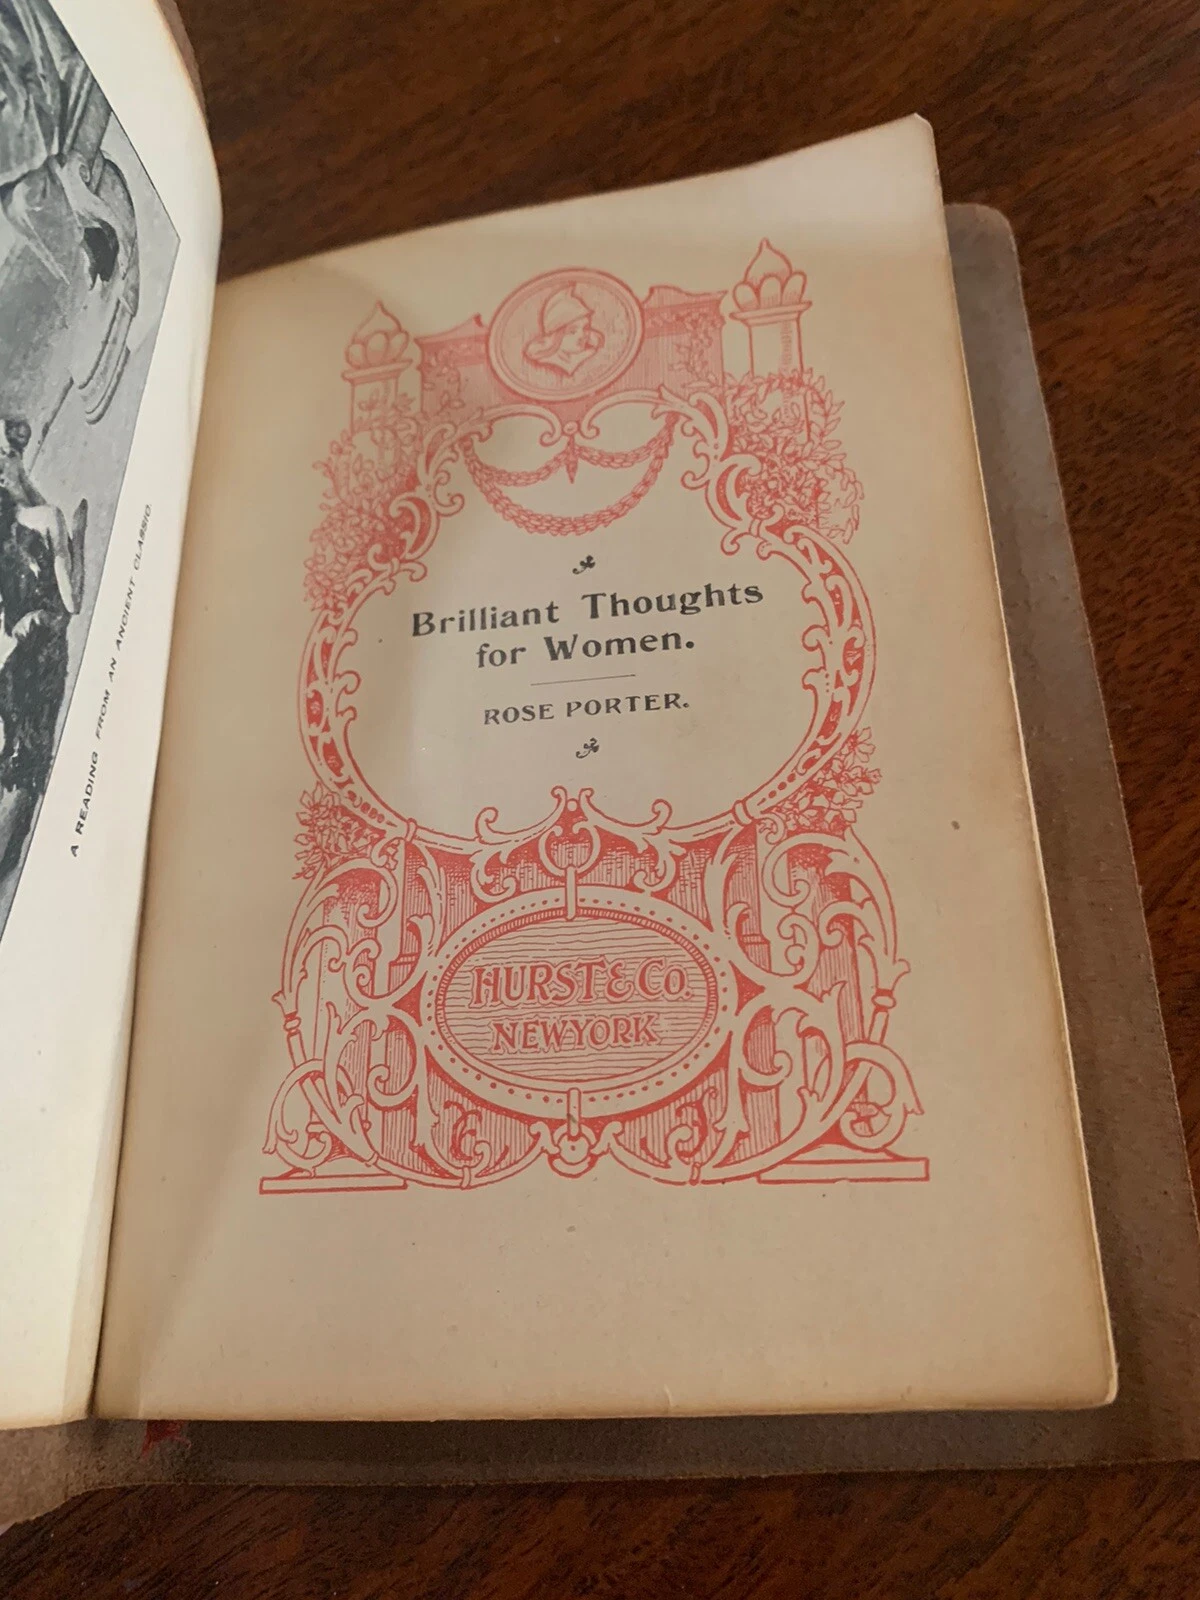 A READING FROM AN ANCIENT CLASSIC
Brilliant Thoughts
for Women.
ROSE PORTER.
HURST & Co.
NEW YORK